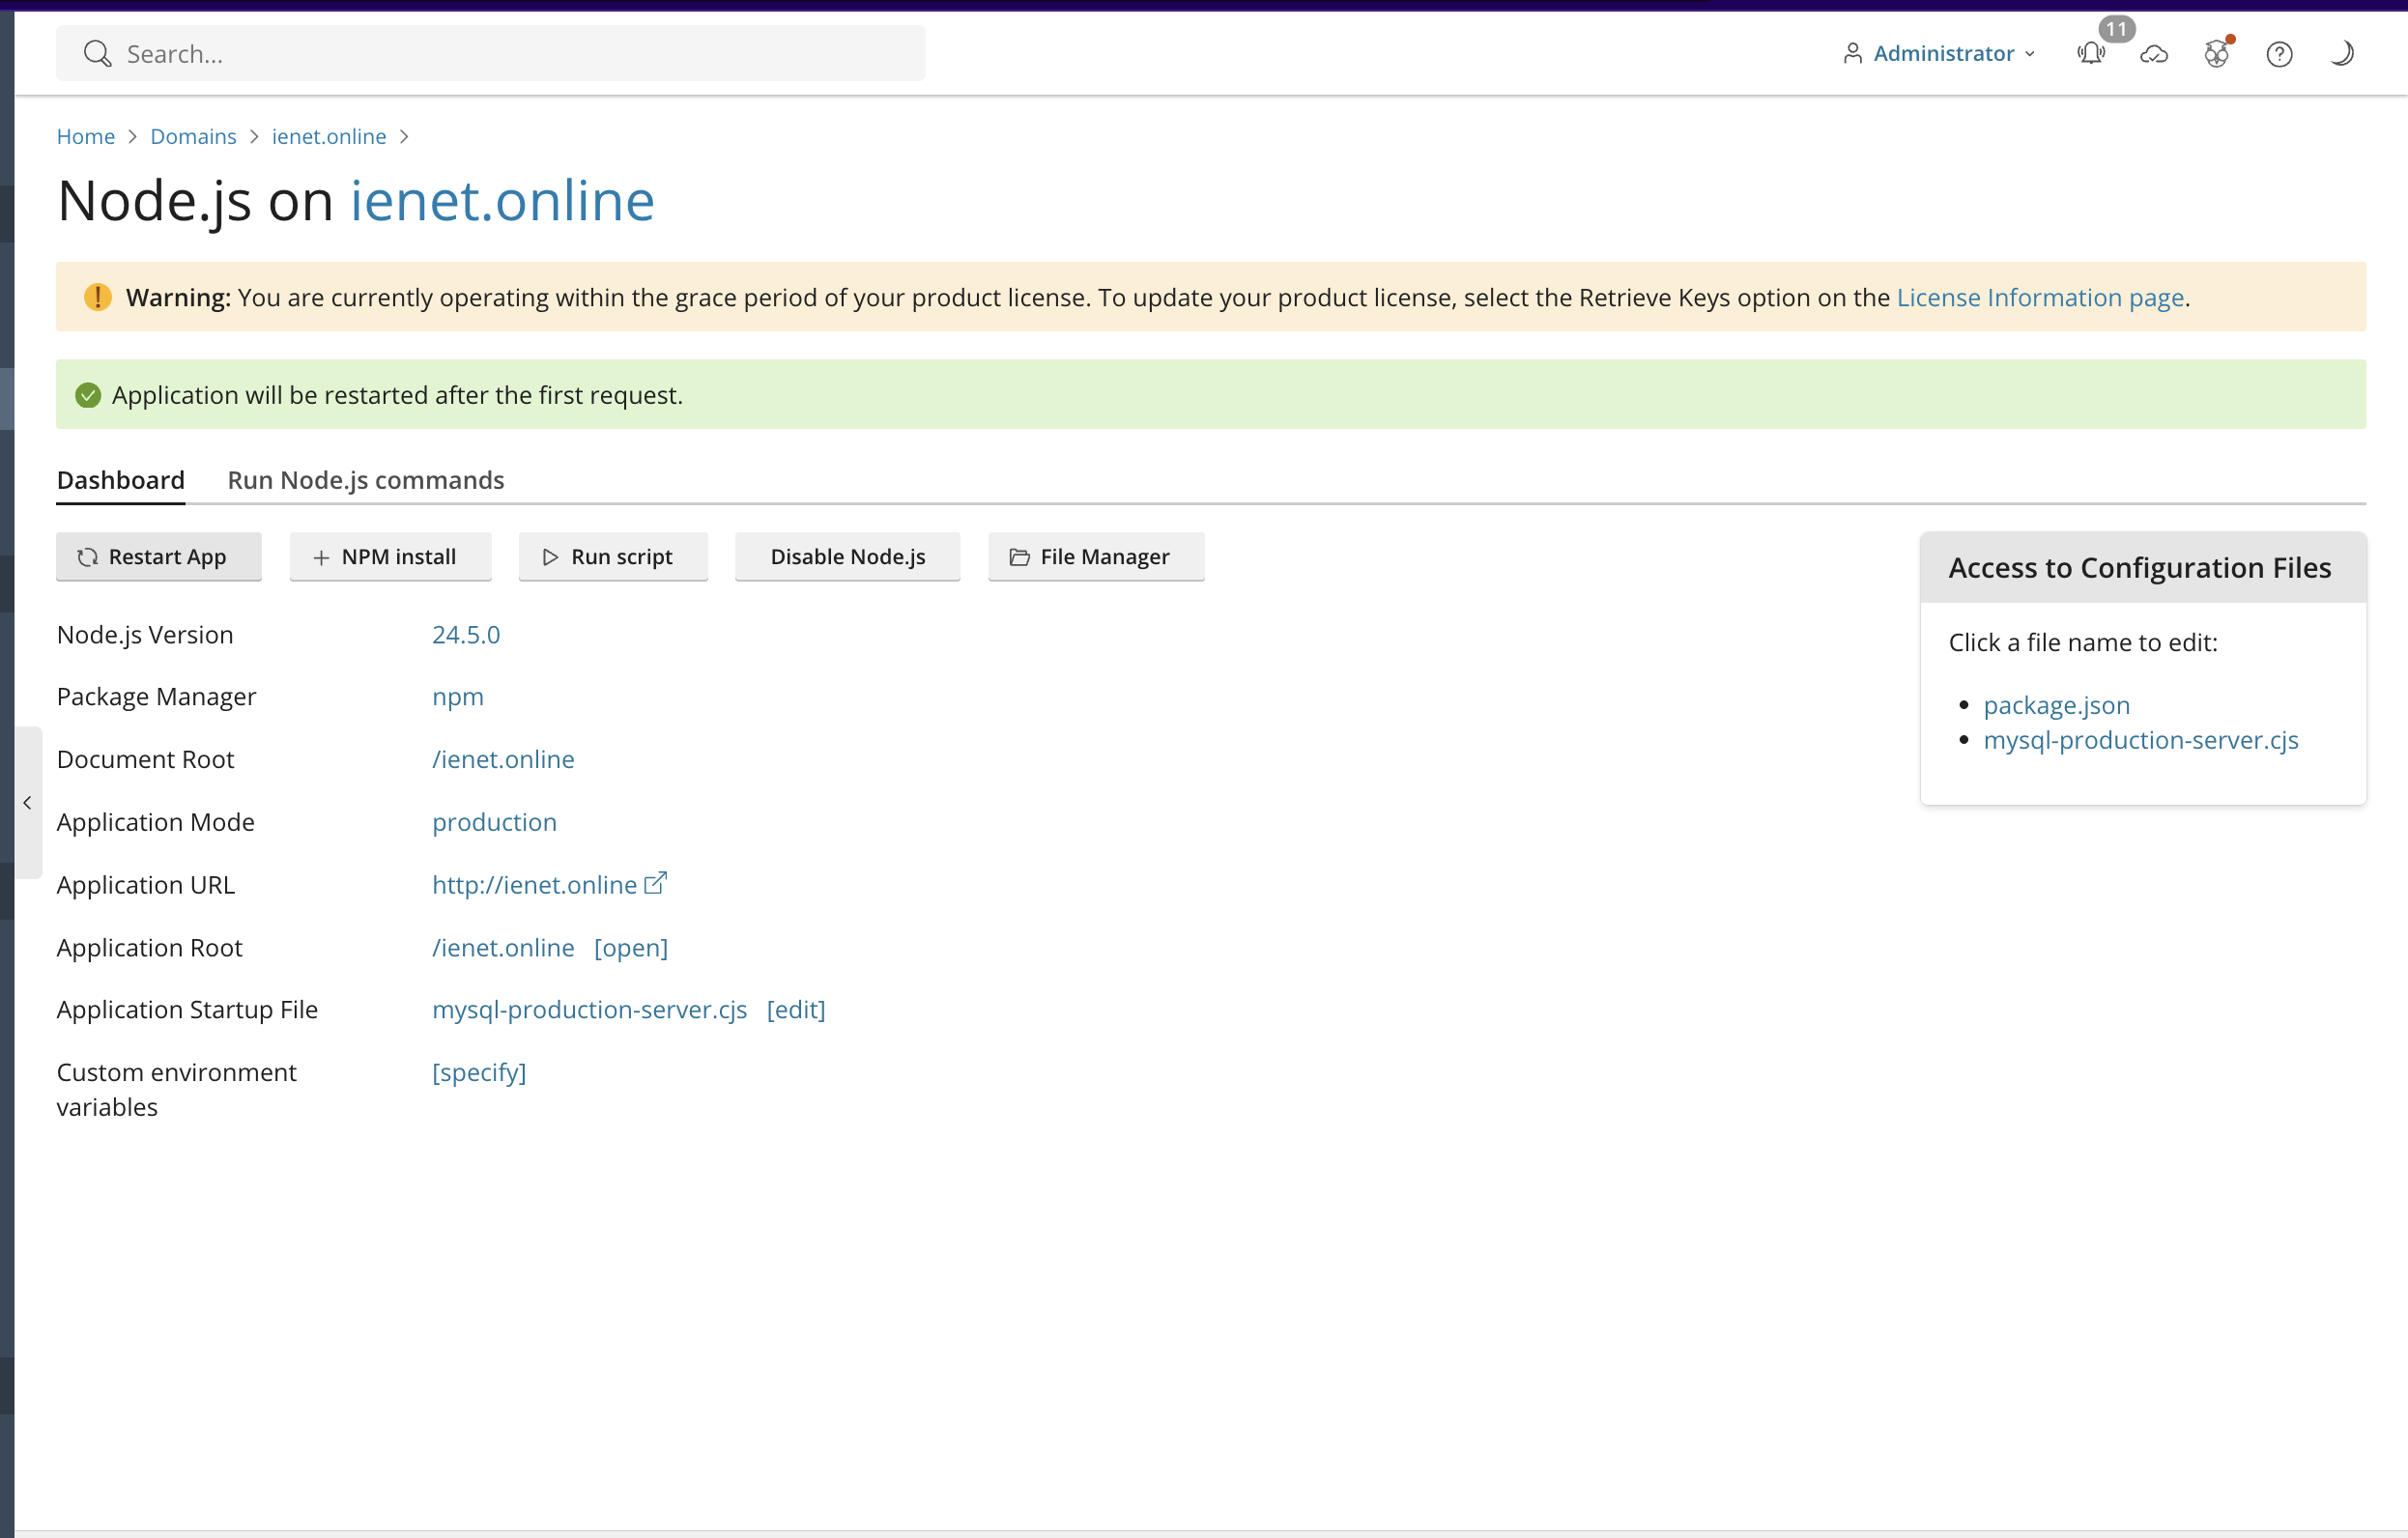 Search...
Administrator
11
Home > Domains > ienet.online >
Node.js on ienet.online
Warning: You are currently operating within the grace period of your product license. To update your product license, select the Retrieve Keys option on the License Information page.
Application will be restarted after the first request.
Dashboard Run Node.js commands
Restart App NPM install Run script Disable Node.js File Manager
Node.js Version 24.5.0
Package Manager npm
Document Root /ienet.online
Application Mode production
Application URL http://ienet.online
Application Root /ienet.online [open]
Application Startup File mysql-production-server.cjs [edit]
Custom environment variables [specify]
Access to Configuration Files
Click a file name to edit:
package.json
mysql-production-server.cjs